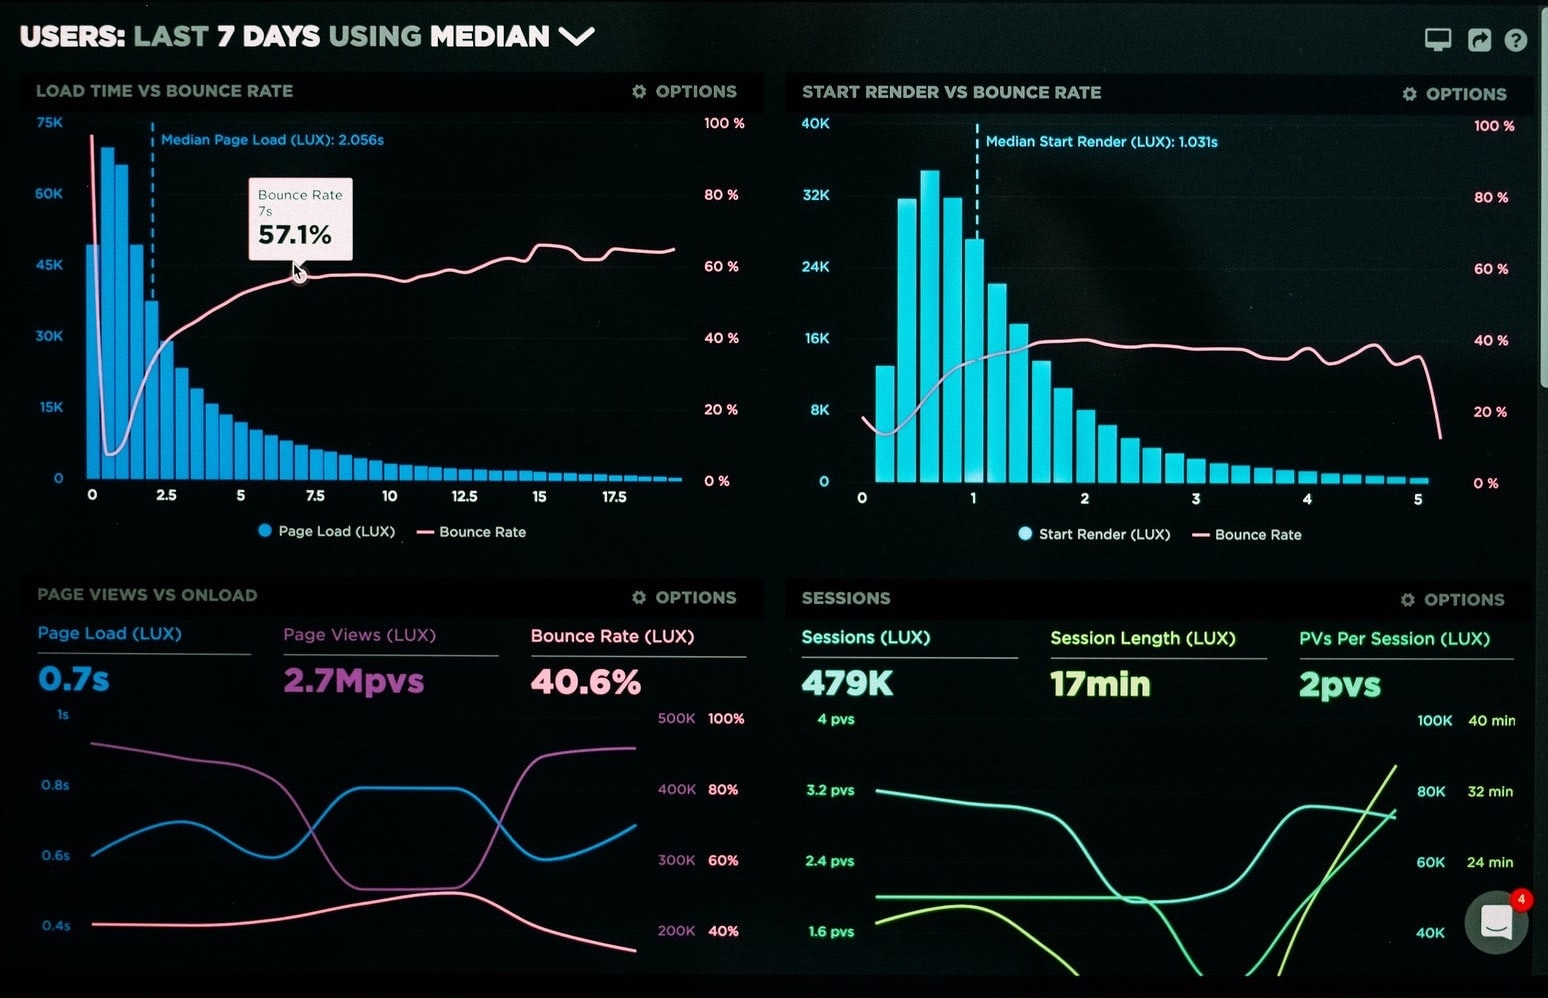 USERS: LAST 7 DAYS USING MEDIAN
LOAD TIME VS BOUNCE RATE
OPTIONS
75K
60K
45K
30K
15K
0
Median Page Load (LUX): 2.056s
Bounce Rate
7s
57.1%
100 %
80 %
60 %
40 %
20 %
0 %
0 2.5 5 7.5 10 12.5 15 17.5
Page Load (LUX) Bounce Rate
START RENDER VS BOUNCE RATE
OPTIONS
40K
32K
24K
16K
8K
0
Median Start Render (LUX): 1.031s
100 %
80 %
60 %
40 %
20 %
0 %
0 1 2 3 4 5
Start Render (LUX) Bounce Rate
PAGE VIEWS VS ONLOAD
OPTIONS
Page Load (LUX)
0.7s
Page Views (LUX)
2.7Mpvs
Bounce Rate (LUX)
40.6%
1s
0.8s
0.6s
0.4s
500K 100%
400K 80%
300K 60%
200K 40%
SESSIONS
OPTIONS
Sessions (LUX)
479K
Session Length (LUX)
17min
PVs Per Session (LUX)
2pvs
4 pvs
3.2 pvs
2.4 pvs
1.6 pvs
100K 40 min
80K 32 min
60K 24 min
40K
4